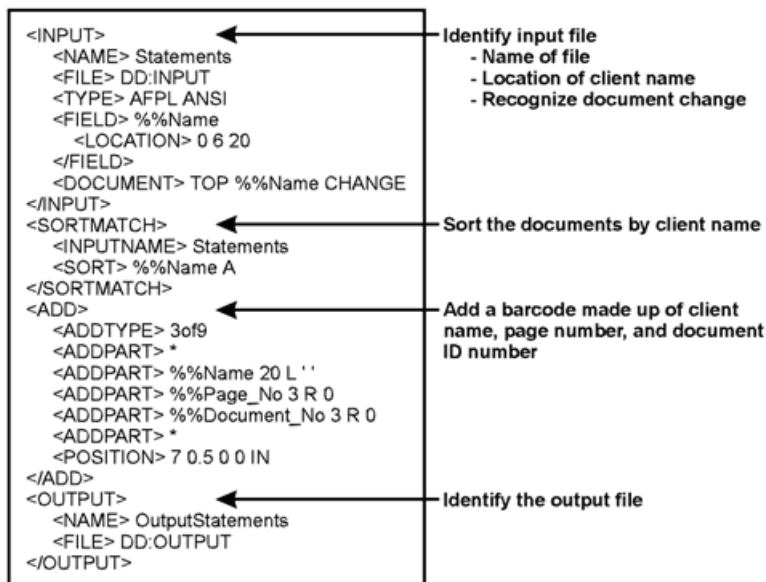 <INPUT>
<NAME> Statements
<FILE> DD:INPUT
<TYPE> AFPL ANSI
<FIELD> %%Name
<LOCATION> 0 6 20
</FIELD>
<DOCUMENT> TOP %%Name CHANGE
</INPUT>
<SORTMATCH>
<INPUTNAME> Statements
<SORT> %%Name A
</SORTMATCH>
<ADD>
<ADDTYPE> 3of9
<ADDPART> *
<ADDPART> %%Name 20 L ' '
<ADDPART> %%Page_No 3 R 0
<ADDPART> %%Document_No 3 R 0
<ADDPART> *
<POSITION> 7 0.5 0 0 IN
</ADD>
<OUTPUT>
<NAME> OutputStatements
<FILE> DD:OUTPUT
</OUTPUT>
Identify input file
- Name of file
- Location of client name
- Recognize document change
Sort the documents by client name
Add a barcode made up of client
name, page number, and document
ID number
Identify the output file